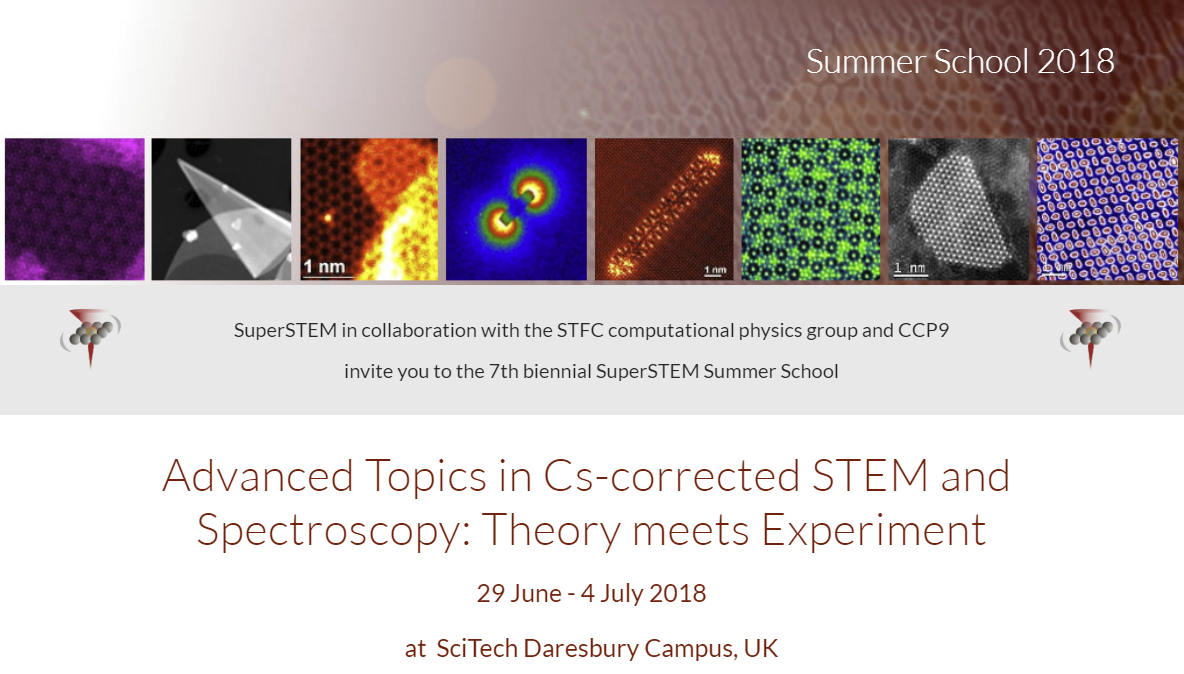 Summer School 2018
1 nm
1 nm
1 nm
SuperSTEM in collaboration with the STFC computational physics group and CCP9
invite you to the 7th biennial SuperSTEM Summer School
Advanced Topics in Cs-corrected STEM and
Spectroscopy: Theory meets Experiment
29 June - 4 July 2018
at SciTech Daresbury Campus, UK